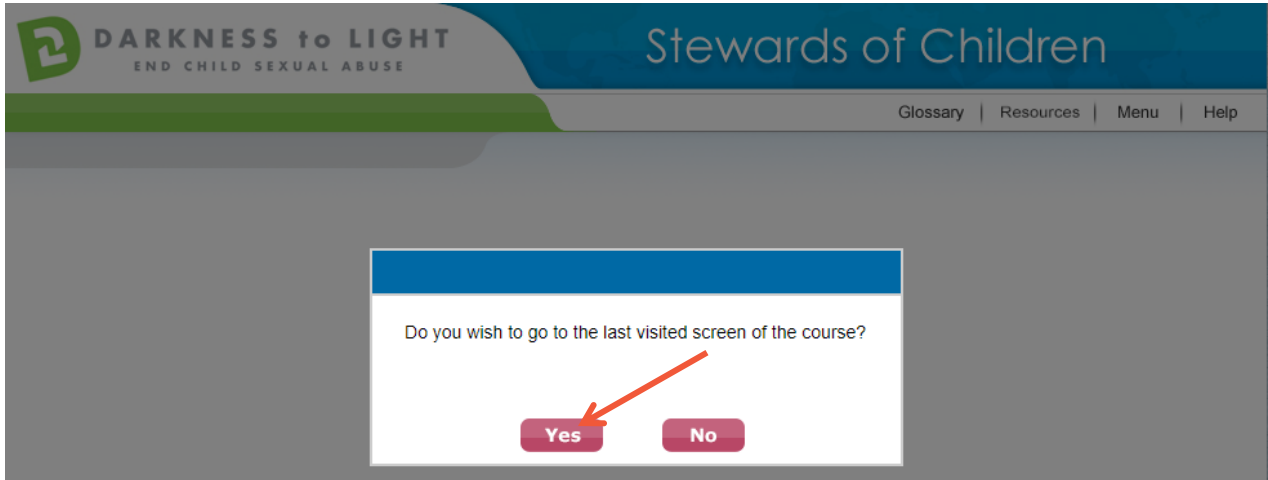 DARKNESS to LIGHT
END CHILD SEXUAL ABUSE
Stewards of Children
Glossary | Resources | Menu | Help
Do you wish to go to the last visited screen of the course?
Yes No